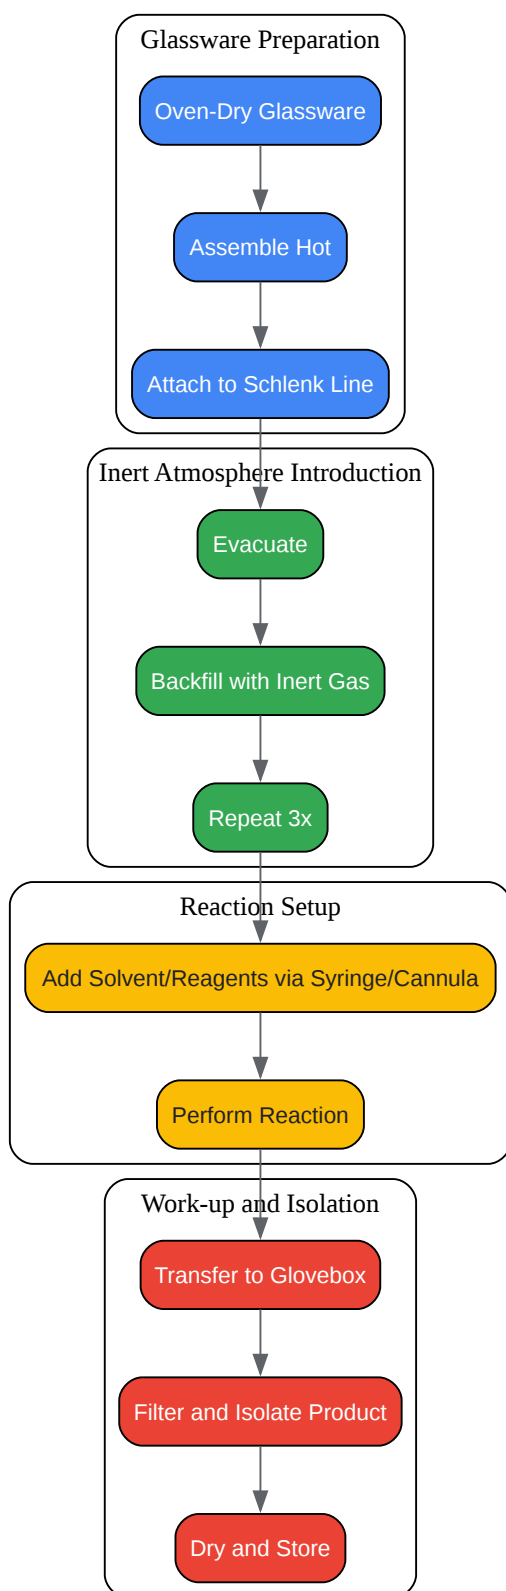 Glassware Preparation
Oven-Dry Glassware
Assemble Hot
Attach to Schlenk Line
Inert Atmosphere Introduction
Evacuate
Backfill with Inert Gas
Repeat 3x
Reaction Setup
Add Solvent/Reagents via Syringe/Cannula
Perform Reaction
Work-up and Isolation
Transfer to Glovebox
Filter and Isolate Product
Dry and Store